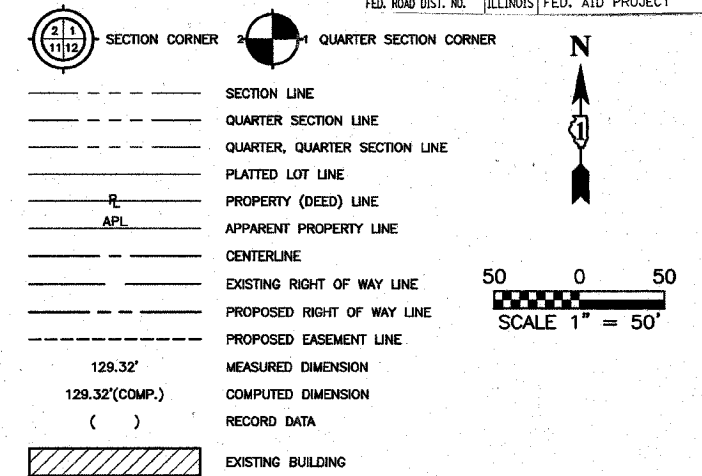 FED. ROAD DIST. NO. ILLINOIS FED. AID PROJECT
2 1
11 12
SECTION CORNER
2 1
QUARTER SECTION CORNER
N
1
SECTION LINE
QUARTER SECTION LINE
QUARTER, QUARTER SECTION LINE
PLATTED LOT LINE
PL PROPERTY (DEED) LINE
APL APPARENT PROPERTY LINE
CENTERLINE
EXISTING RIGHT OF WAY LINE
PROPOSED RIGHT OF WAY LINE
PROPOSED EASEMENT LINE
50 0 50
SCALE 1" = 50'
129.32' MEASURED DIMENSION
129.32'(COMP.) COMPUTED DIMENSION
( ) RECORD DATA
EXISTING BUILDING